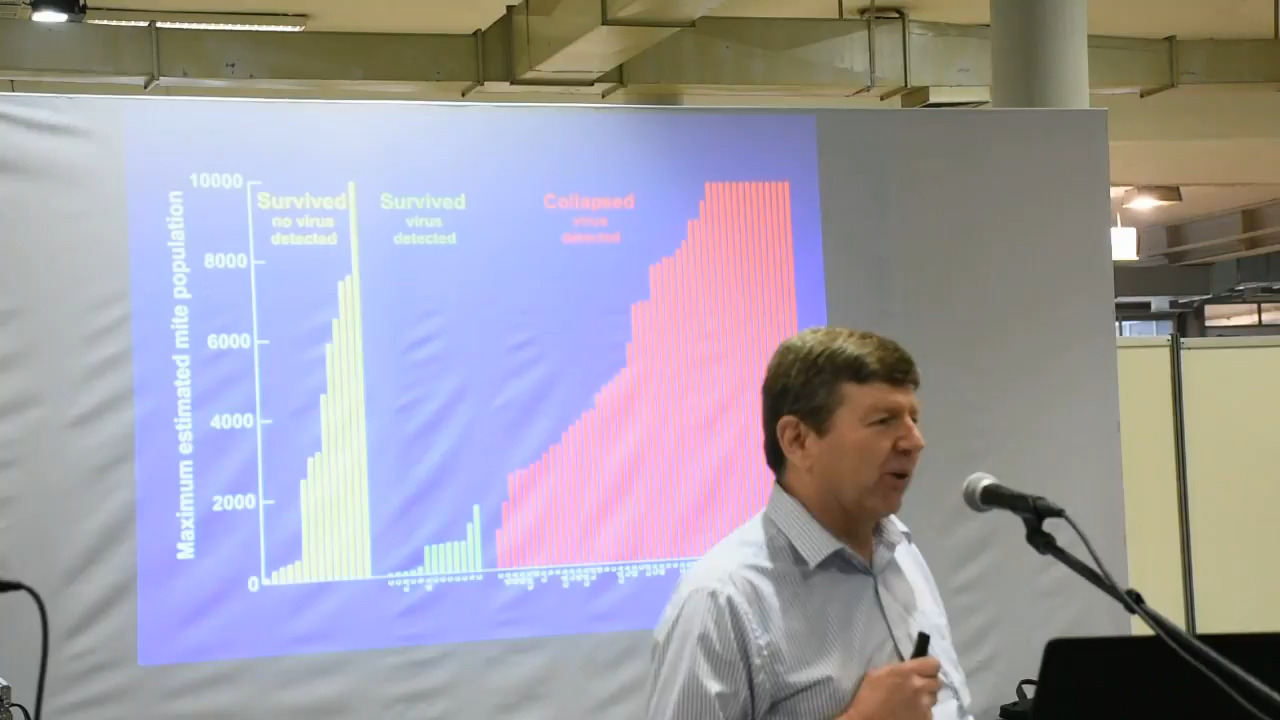 Maximum estimated mite population
10000
8000
6000
4000
2000
0
Survived
no virus
detected
Survived
virus
detected
Collapsed
virus
detected